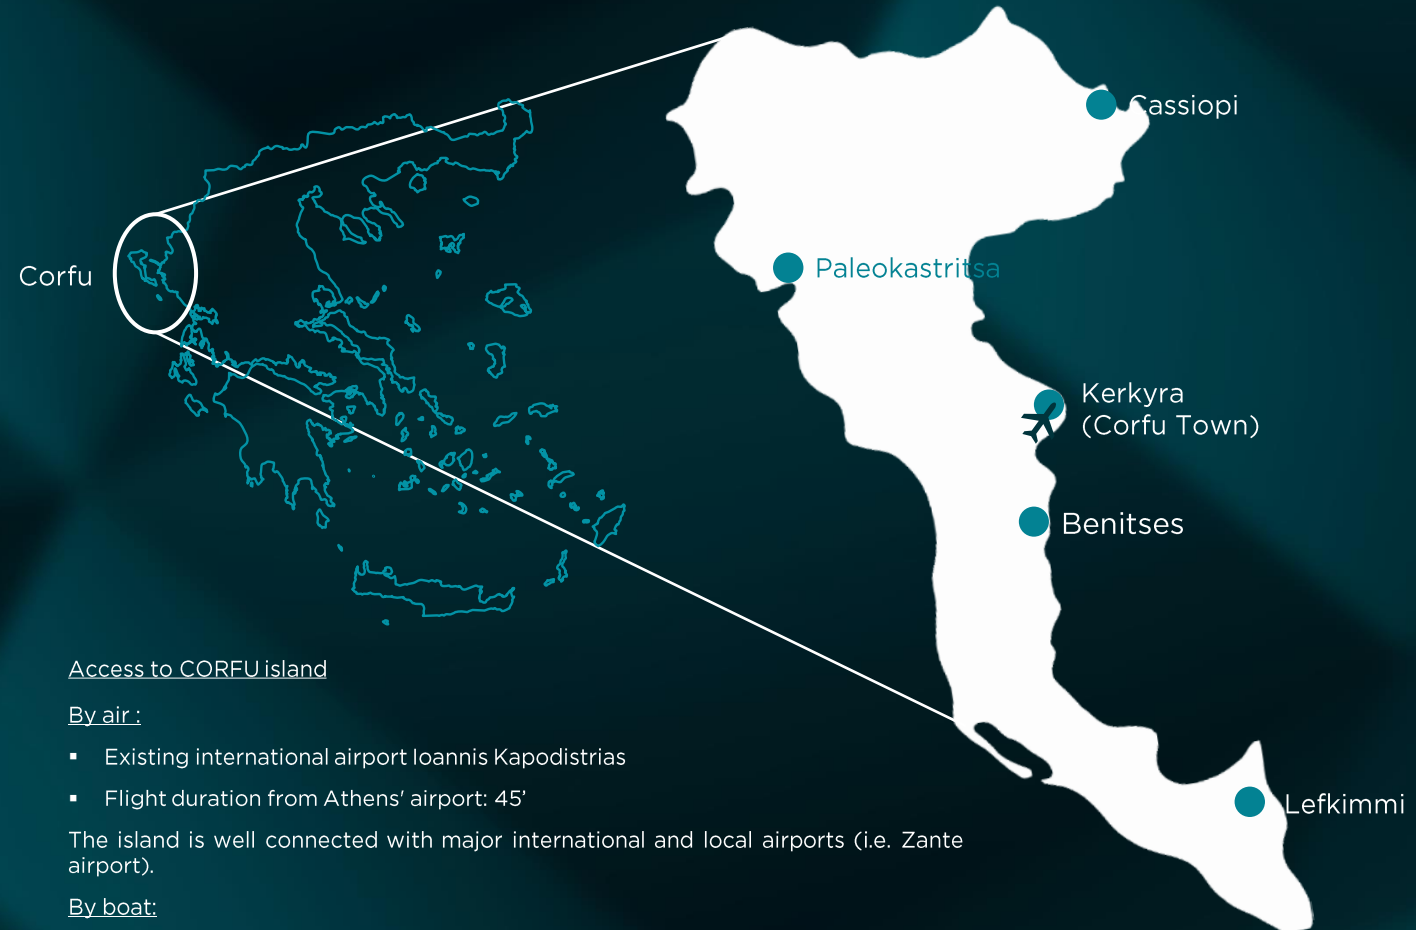 Cassiopi
Corfu
Paleokastritsa
Kerkyra
(Corfu Town)
Benitses
Access to CORFU island
By air :
▪ Existing international airport Ioannis Kapodistrias
▪ Flight duration from Athens' airport: 45’
Lefkimmi
The island is well connected with major international and local airports (i.e. Zante
airport).
By boat: